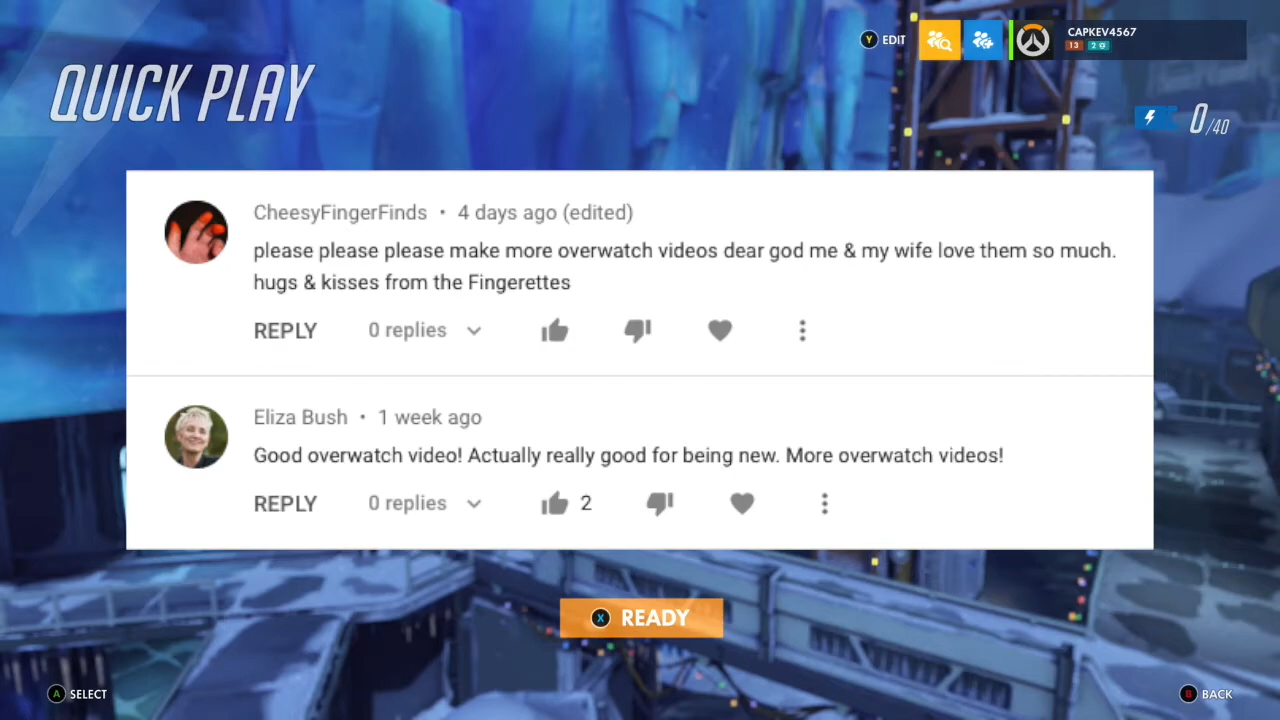 QUICK PLAY
Y EDIT
CAPKEV4567
13 2
0/40
CheesyFingerFinds • 4 days ago (edited)
please please please make more overwatch videos dear god me & my wife love them so much.
hugs & kisses from the Fingerettes
REPLY 0 replies
Eliza Bush • 1 week ago
Good overwatch video! Actually really good for being new. More overwatch videos!
REPLY 0 replies 2
X READY
A SELECT
B BACK